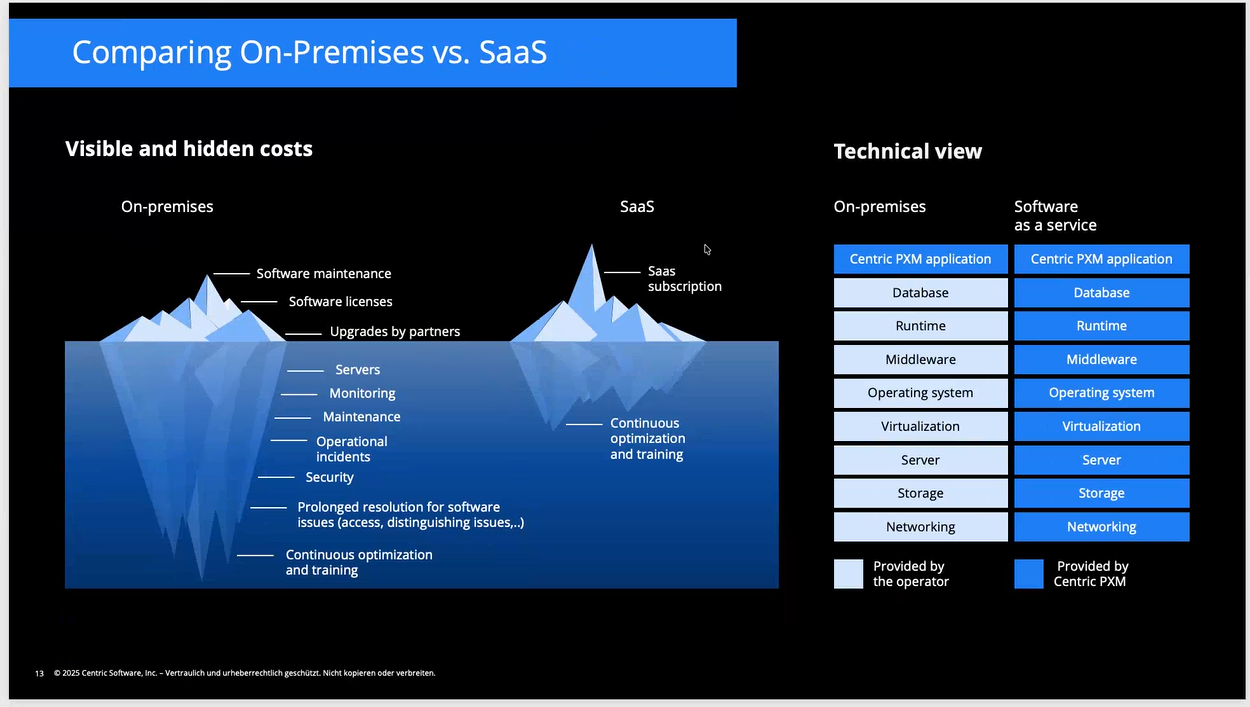 Comparing On-Premises vs. SaaS
Visible and hidden costs
On-premises
Software maintenance
Software licenses
Upgrades by partners
Servers
Monitoring
Maintenance
Operational
incidents
Security
Prolonged resolution for software
issues (access, distinguishing issues,..)
Continuous optimization
and training
SaaS
Saas
subscription
Continuous
optimization
and training
Technical view
On-premises
Software
as a service
Centric PXM application
Centric PXM application
Database
Database
Runtime
Runtime
Middleware
Middleware
Operating system
Operating system
Virtualization
Virtualization
Server
Server
Storage
Storage
Networking
Networking
Provided by
the operator
Provided by
Centric PXM
13 © 2025 Centric Software, Inc. – Vertraulich und urheberrechtlich geschützt. Nicht kopieren oder verbreiten.